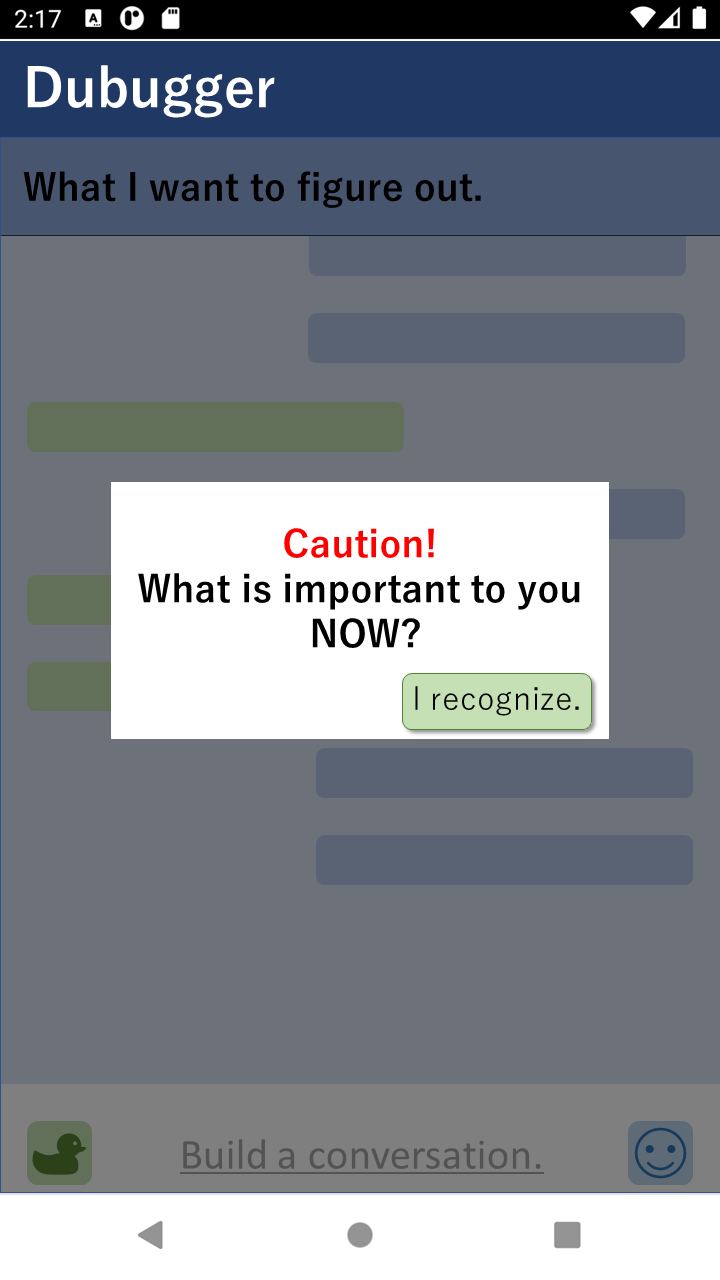 2:17
Dubugger
What I want to figure out.
Caution!
What is important to you
NOW?
I recognize.
Build a conversation.